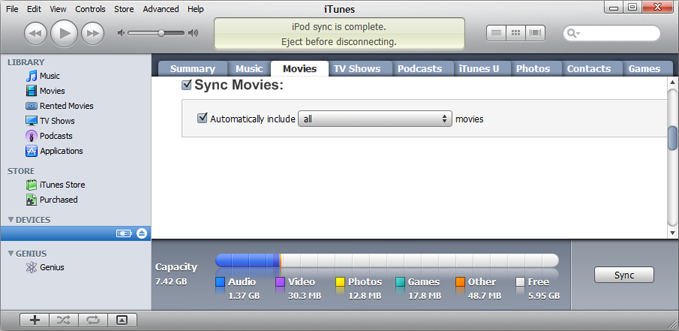 File Edit View Controls Store Advanced Help
iTunes
iPod sync is complete.
Eject before disconnecting.
LIBRARY
Music
Movies
Rented Movies
TV Shows
Podcasts
Applications
STORE
iTunes Store
Purchased
DEVICES
GENIUS
Genius
Summary Music Movies TV Shows Podcasts iTunes U Photos Contacts Games
Sync Movies:
Automatically include all movies
Capacity
7.42 GB
Audio Video Photos Games Other Free
1.37 GB 30.3 MB 12.8 MB 17.8 MB 48.7 MB 5.95 GB
Sync